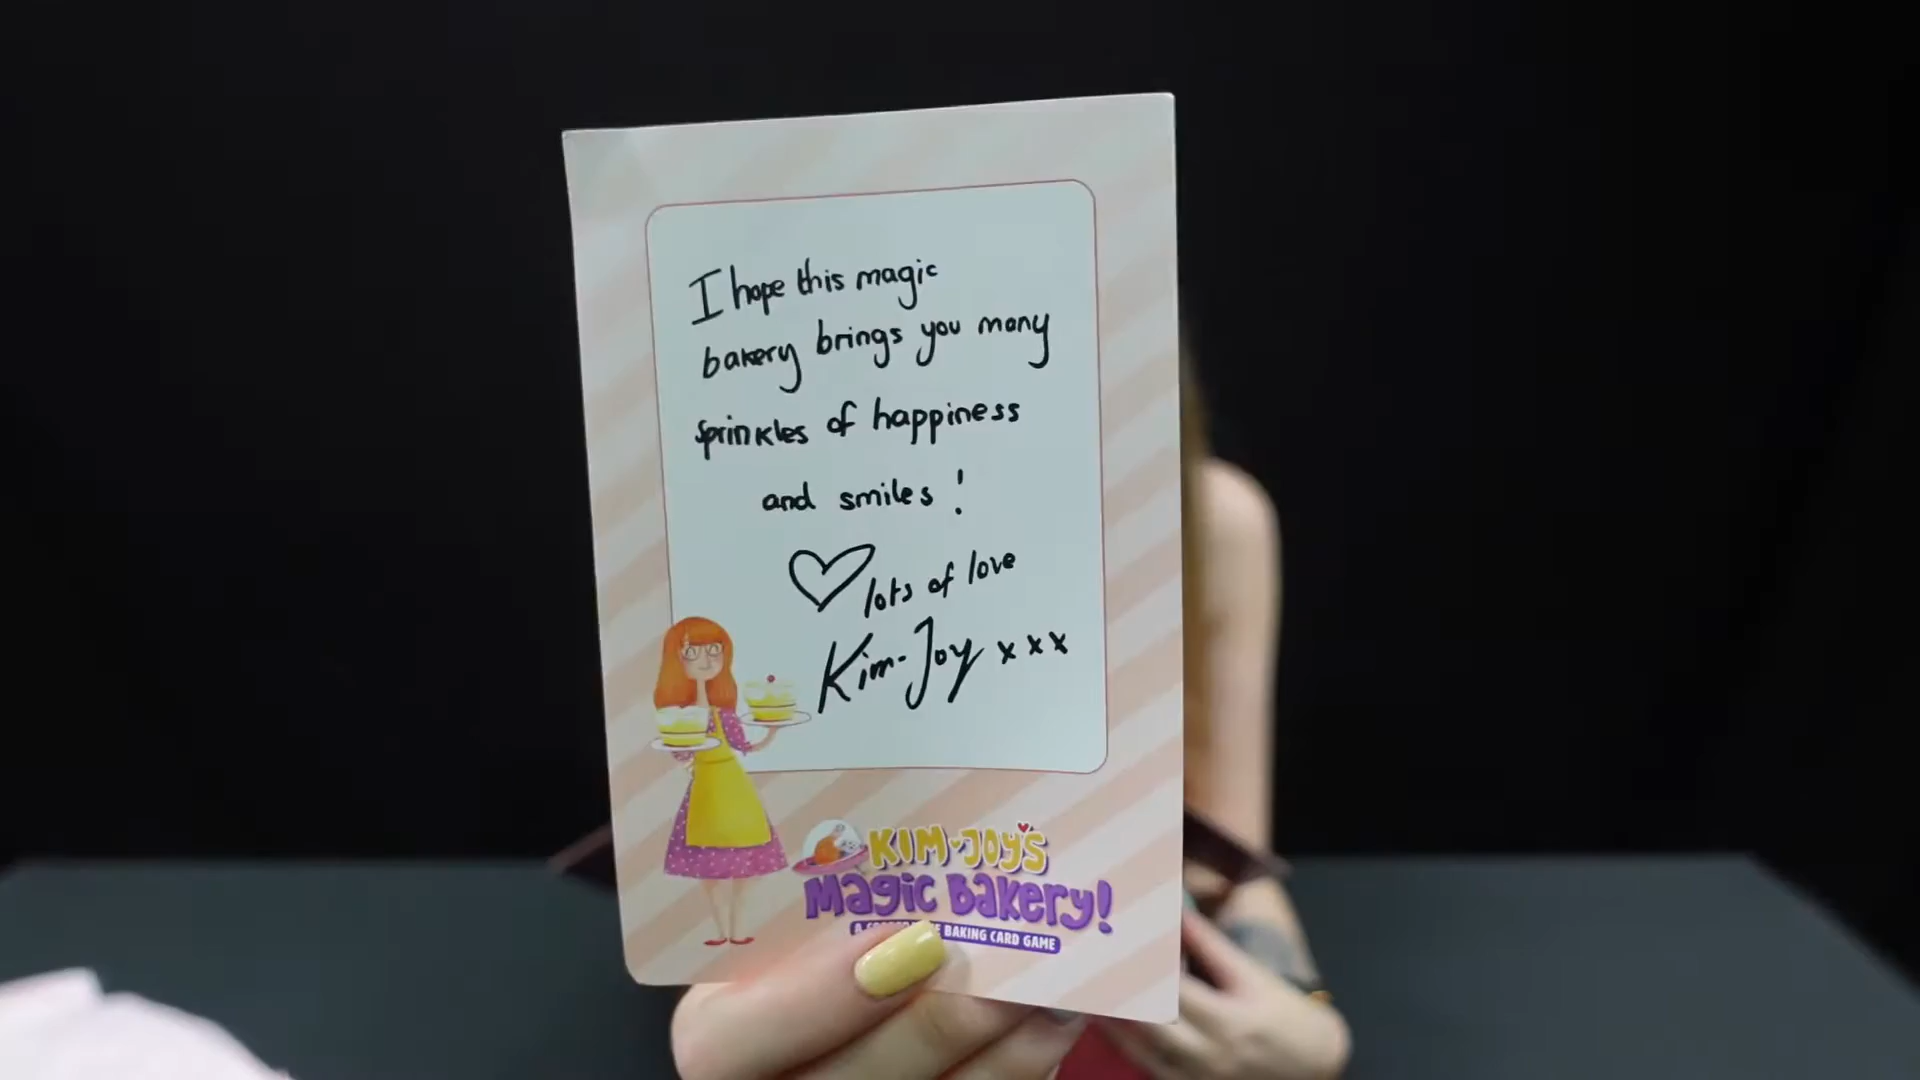 I hope this magic
bakery brings you many
sprinkles of happiness
and smiles!
lots of love
Kim-Joy xxx
KIM-JOY'S
Magic Bakery!
A BAKING CARD GAME